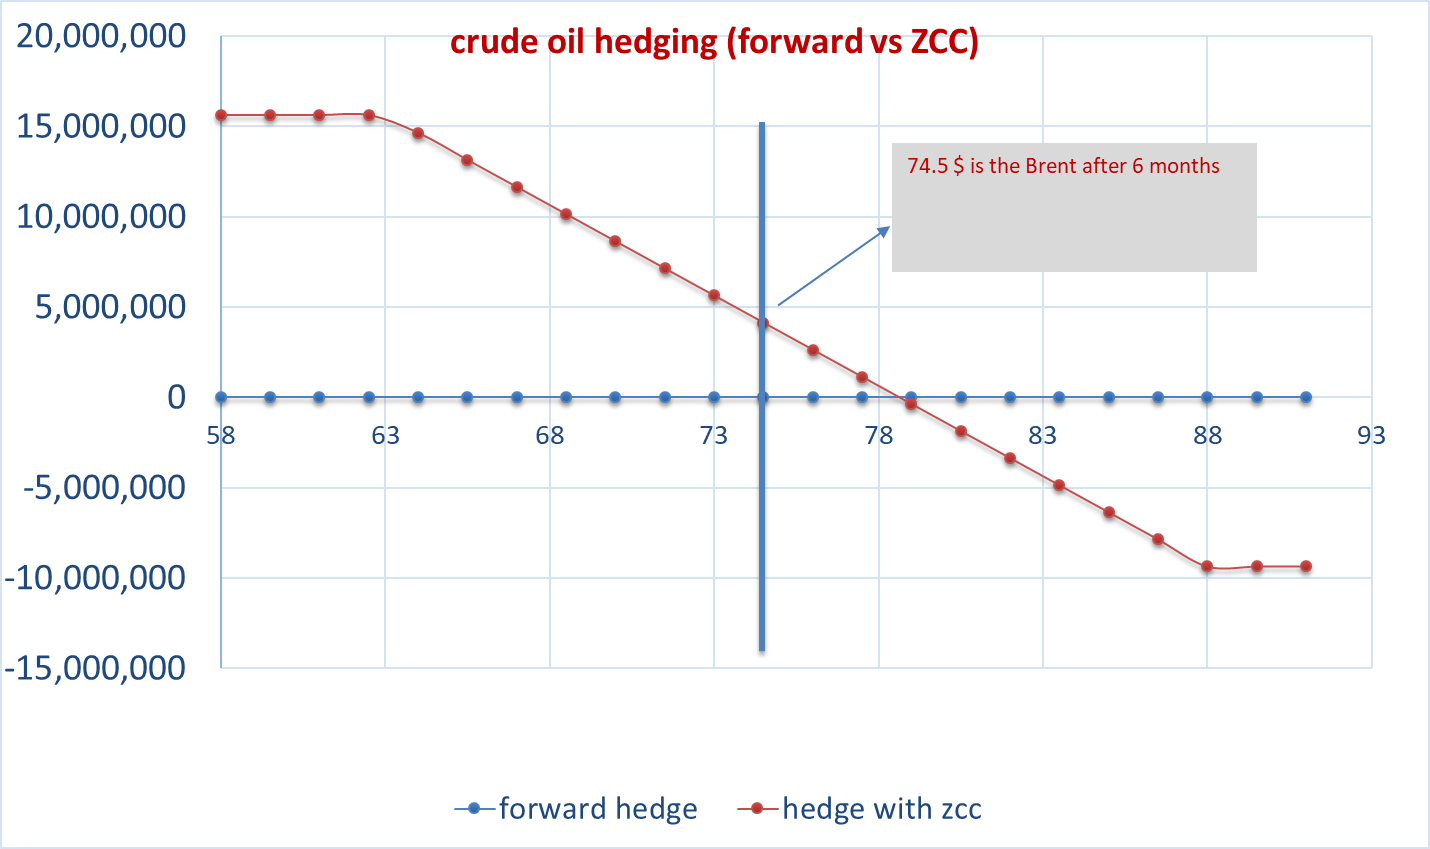 crude oil hedging (forward vs ZCC)
20,000,000
15,000,000
10,000,000
5,000,000
0
-5,000,000
-10,000,000
-15,000,000
74.5 $ is the Brent after 6 months
58 63 68 73 78 83 88 93
forward hedge hedge with zcc